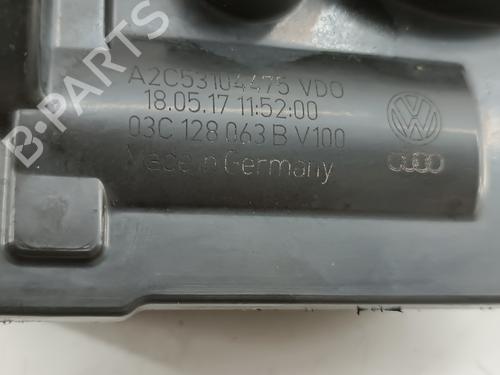 B-PARTS
A2C53104475 VDO
18.05.17 11:52:00
03C 128 063 B V100
Made in Germany